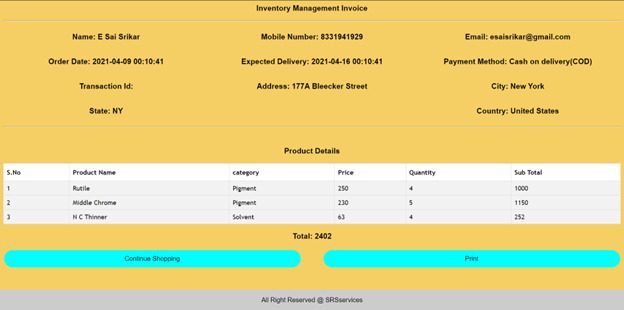 Inventory Management Invoice
Name: E Sai Srikar Mobile Number: 8331941929 Email: esaisrikar@gmail.com
Order Date: 2021-04-09 00:10:41 Expected Delivery: 2021-04-16 00:10:41 Payment Method: Cash on delivery(COD)
Transaction Id: Address: 177A Bleecker Street City: New York
State: NY Country: United States
Product Details
S.No Product Name category Price Quantity Sub Total
1 Rutile Pigment 250 4 1000
2 Middle Chrome Pigment 230 5 1150
3 N C Thinner Solvent 63 4 252
Total: 2402
Continue Shopping Print
All Right Reserved @ SRSservices